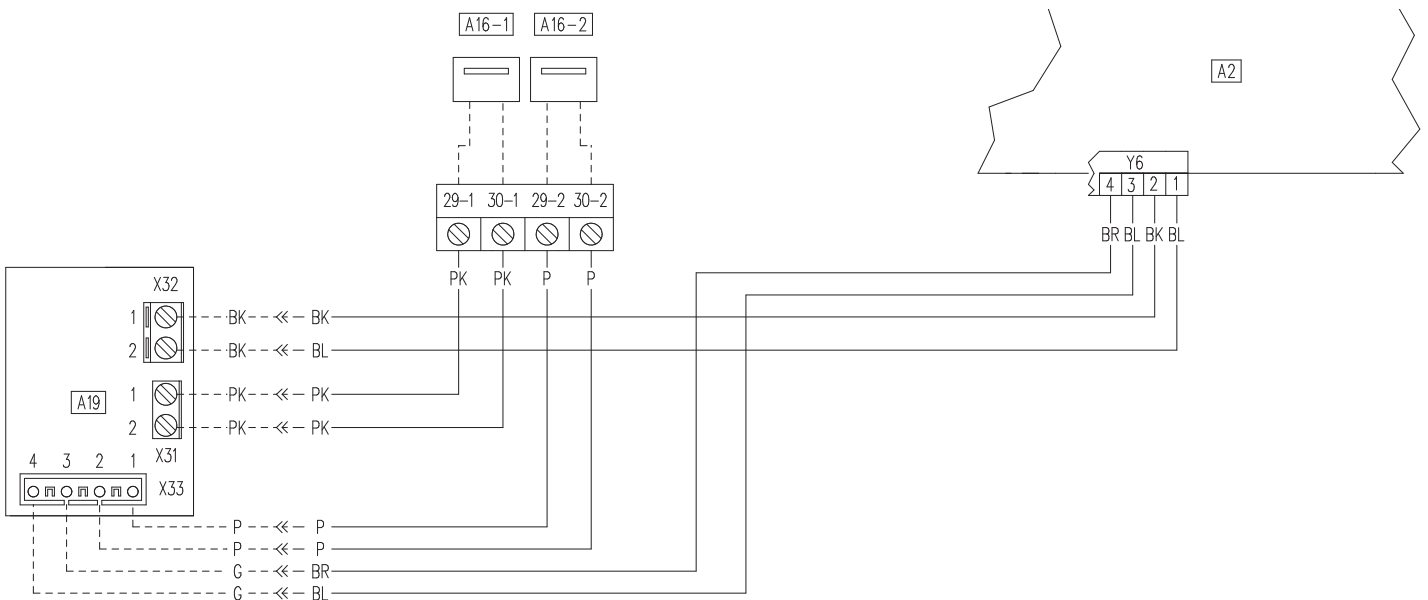 A16-1 A16-2
A2
Y6
4 3 2 1
29-1 30-1 29-2 30-2
BR BL BK BL
PK PK P P
X32
1 BK BK
2 BK BL
1 PK PK
A19
2 PK PK
X31
4 3 2 1
X33
P P
P P
G BR
G BL